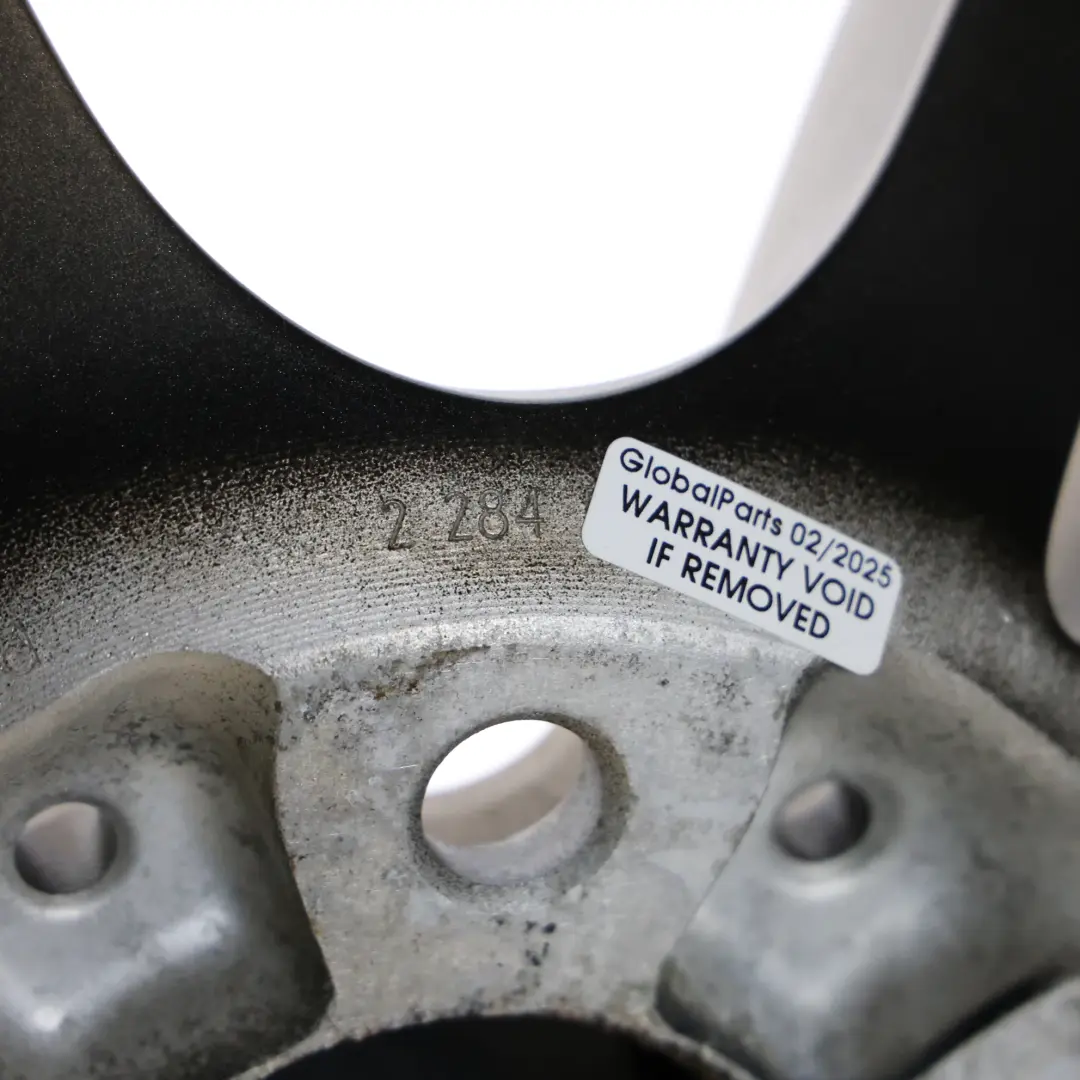 2 284
GlobalParts 02/2025
WARRANTY VOID
IF REMOVED